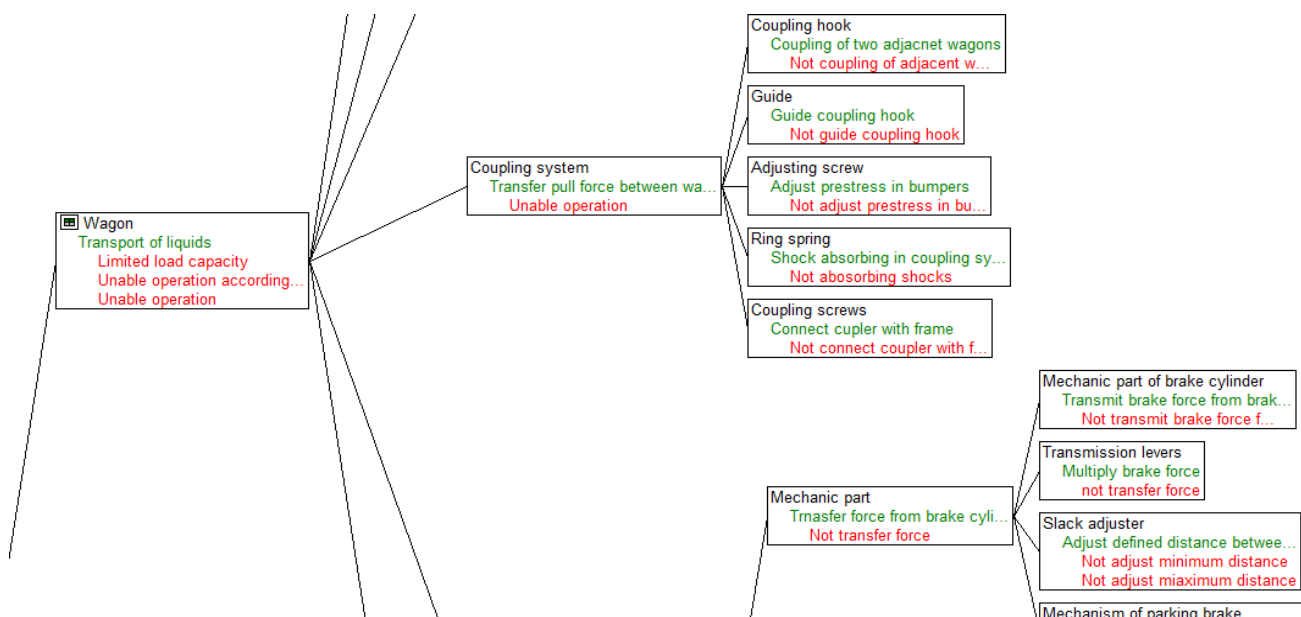 Coupling hook
Coupling of two adjacnet wagons
Not coupling of adjacent w...
Guide
Guide coupling hook
Not guide coupling hook
Coupling system
Transfer pull force between wa...
Unable operation
Adjusting screw
Adjust prestress in bumpers
Not adjust prestress in bu...
Wagon
Transport of liquids
Limited load capacity
Unable operation according...
Unable operation
Ring spring
Shock absorbing in coupling sy...
Not abosorbing shocks
Coupling screws
Connect cupler with frame
Not connect coupler with f...
Mechanic part of brake cylinder
Transmit brake force from brak...
Not transmit brake force f...
Transmission levers
Multiply brake force
not transfer force
Mechanic part
Trnasfer force from brake cyli...
Not transfer force
Slack adjuster
Adjust defined distance betwee...
Not adjust minimum distance
Not adjust miaximum distance
Mechanism of parking brake